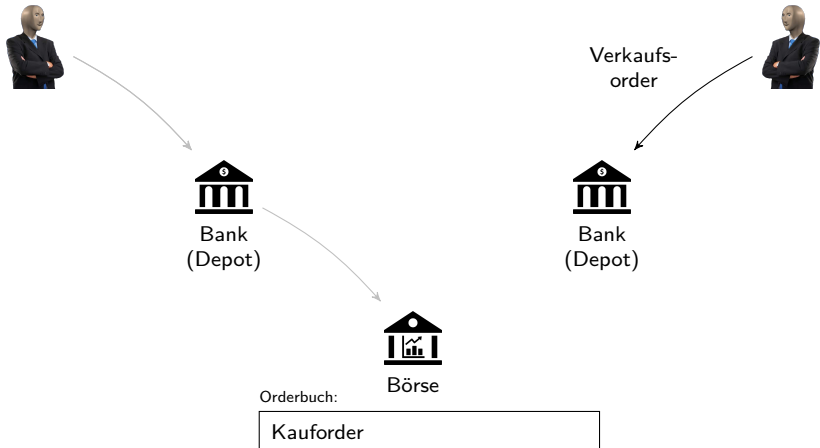 Verkaufs-
order
Bank
(Depot)
Bank
(Depot)
Börse
Orderbuch:
Kauforder